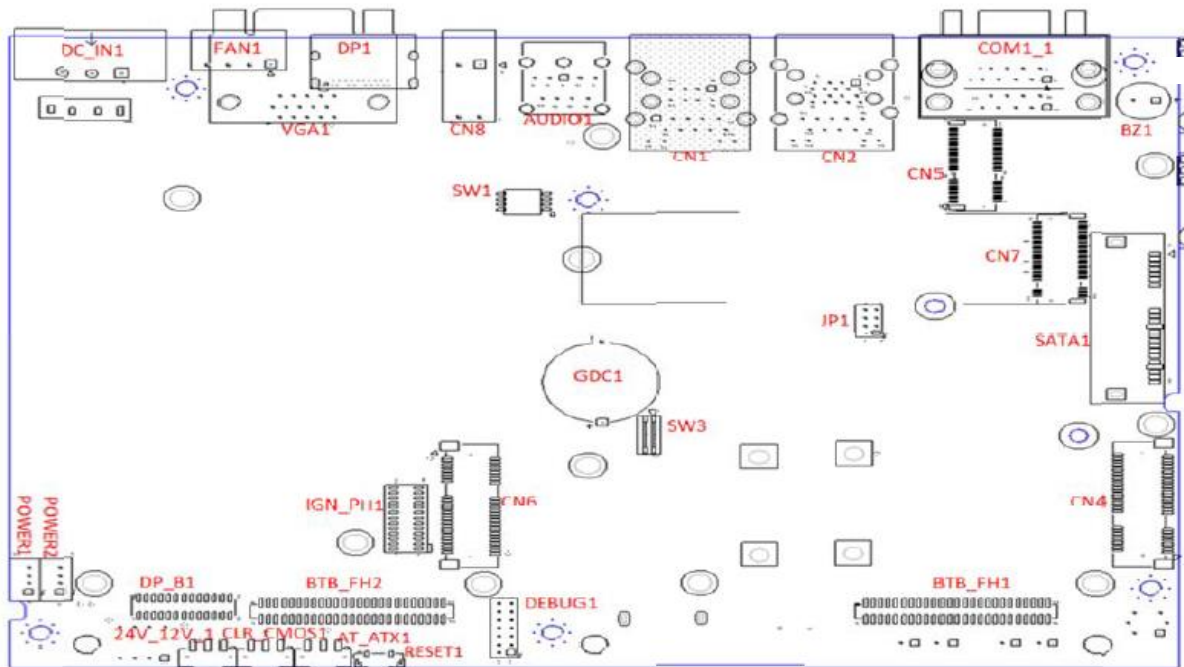 DC_IN1
FAN1
DP1
COM1_1
VGA1
CN8
AUDIO1
CN1
CN2
BZ1
CN5
SW1
CN7
JP1
SATA1
GDC1
SW3
IGN_PH1
CN6
CN4
POWER1
POWER2
DP_B1
BTB_FH2
DEBUG1
BTB_FH1
24V_12V_1 CLR_CMOS1 AT_ATX1
RESET1